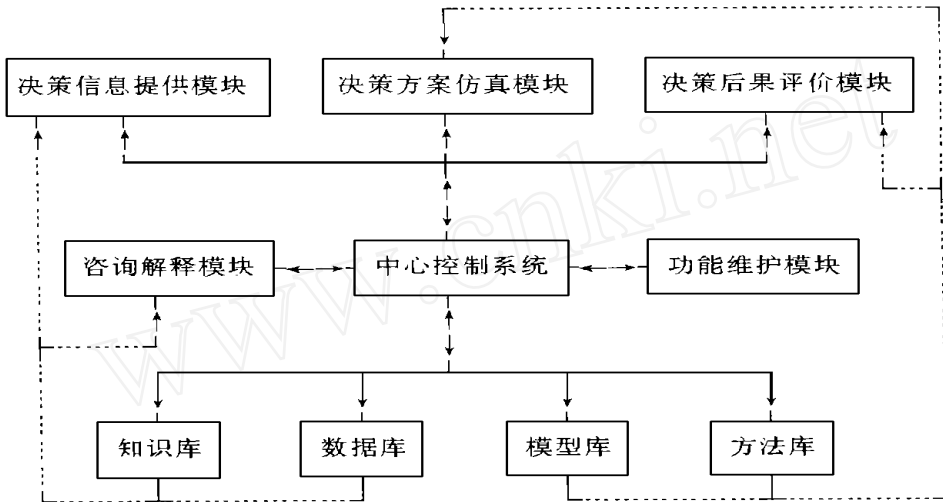 决策信息提供模块
决策方案仿真模块
决策后果评价模块
咨询解释模块
中心控制系统
功能维护模块
知识库
数据库
模型库
方法库
www.cnki.net